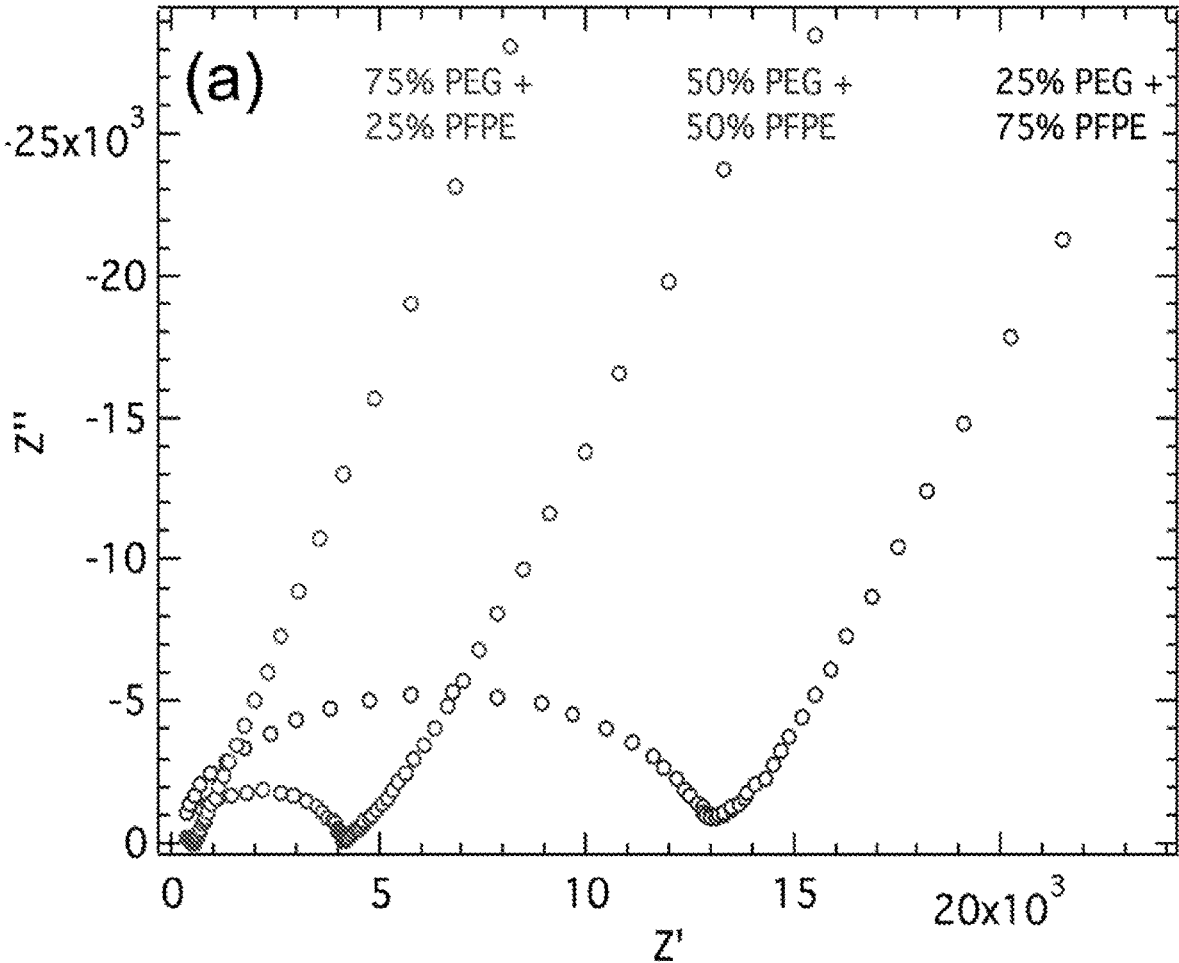 (a)
75% PEG +
25% PFPE
50% PEG +
50% PFPE
25% PEG +
75% PFPE
-25x10³
-20
-15
-10
-5
0
Z''
0
5
10
15
20x10³
Z'